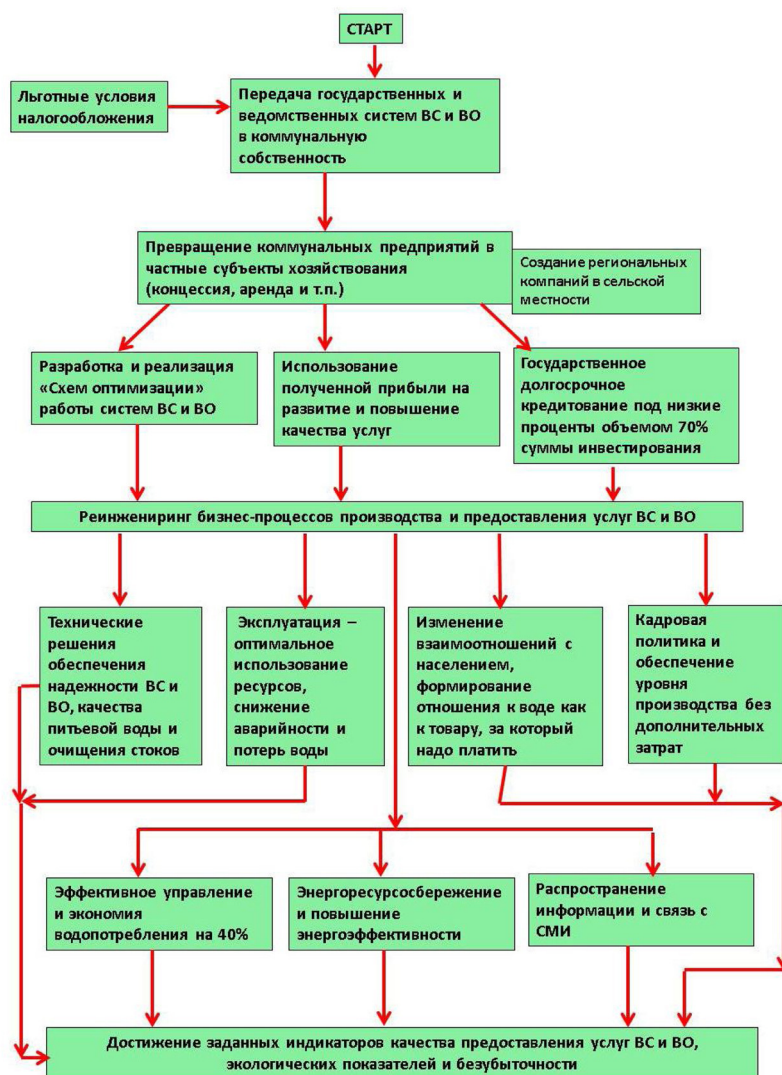 СТАРТ
Льготные условия
налогообложения
Передача государственных и
ведомственных систем ВС и ВО
в коммунальную
собственность
Превращение коммунальных предприятий в
частные субъекты хозяйствования
(концессия, аренда и т.п.)
Создание региональных
компаний в сельской
местности
Разработка и реализация
«Схем оптимизации»
работы систем ВС и ВО
Использование
полученной прибыли на
развитие и повышение
качества услуг
Государственное
долгосрочное
кредитование под низкие
проценты объемом 70%
суммы инвестирования
Реинжениринг бизнес-процессов производства и предоставления услуг ВС и ВО
Технические
решения
обеспечения
надежности ВС и
ВО, качества
питьевой воды и
очищения стоков
Эксплуатация –
оптимальное
использование
ресурсов,
снижение
аварийности и
потерь воды
Изменение
взаимоотношений с
населением,
формирование
отношения к воде как
к товару, за который
надо платить
Кадровая
политика и
обеспечение
уровня
производства без
дополнительных
затрат
Эффективное управление
и экономия
водопотребления на 40%
Энергоресурсосбережение
и повышение
энергоэффективности
Распространение
информации и связь с
СМИ
Достижение заданных индикаторов качества предоставления услуг ВС и ВО,
экологических показателей и безубыточности